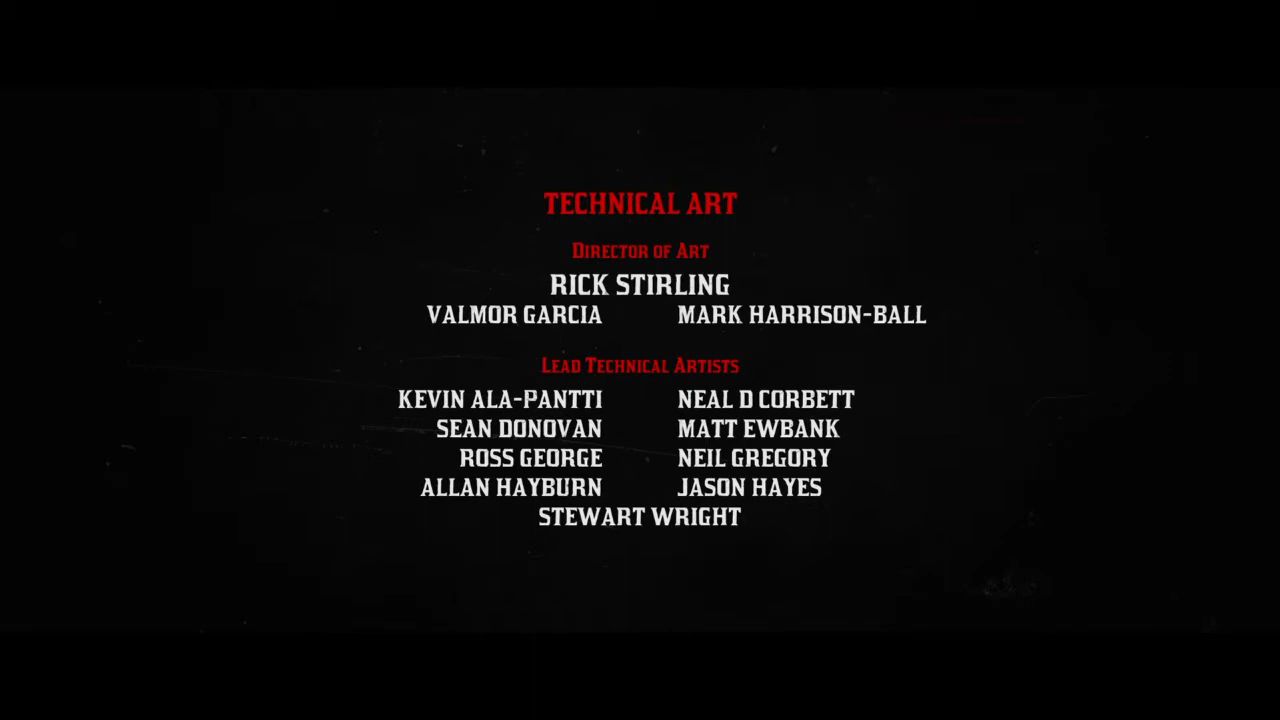 TECHNICAL ART
DIRECTOR OF ART
RICK STIRLING
VALMOR GARCIA MARK HARRISON-BALL
LEAD TECHNICAL ARTISTS
KEVIN ALA-PANTTI NEAL D CORBETT
SEAN DONOVAN MATT EWBANK
ROSS GEORGE NEIL GREGORY
ALLAN HAYBURN JASON HAYES
STEWART WRIGHT